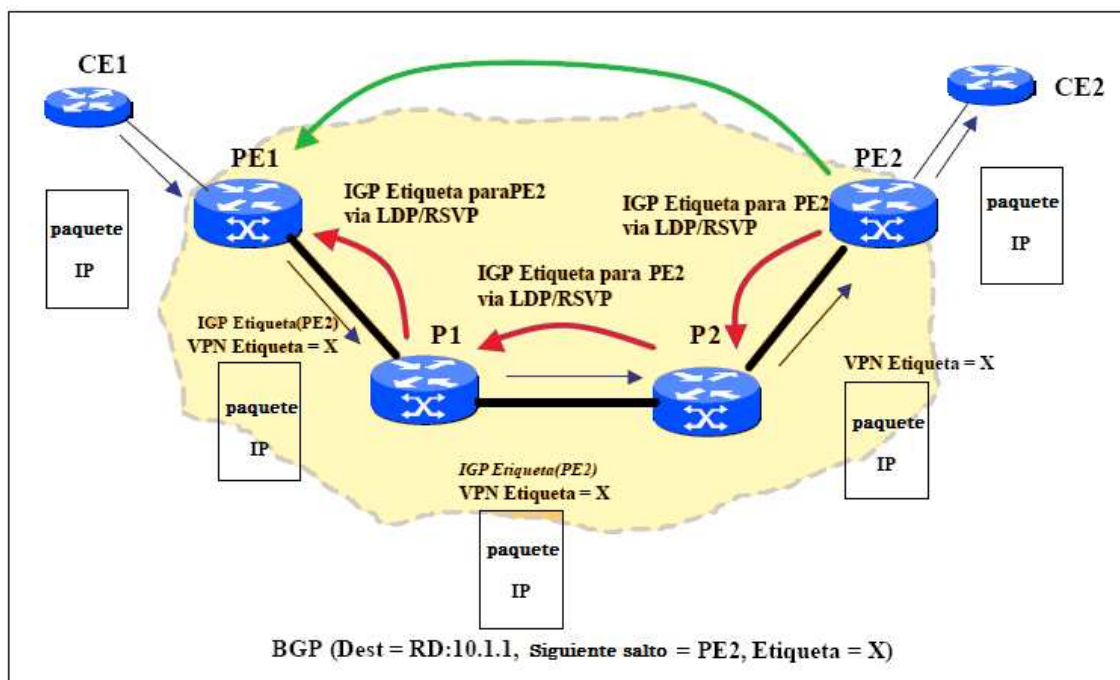 CE1
CE2
PE1
PE2
IGP Etiqueta paraPE2
via LDP/RSVP
IGP Etiqueta para PE2
via LDP/RSVP
paquete
IP
paquete
IP
IGP Etiqueta para PE2
via LDP/RSVP
IGP Etiqueta(PE2)
VPN Etiqueta = X
P1
P2
VPN Etiqueta = X
paquete
IP
paquete
IP
IGP Etiqueta(PE2)
VPN Etiqueta = X
paquete
IP
BGP (Dest = RD:10.1.1, Siguiente salto = PE2, Etiqueta = X)